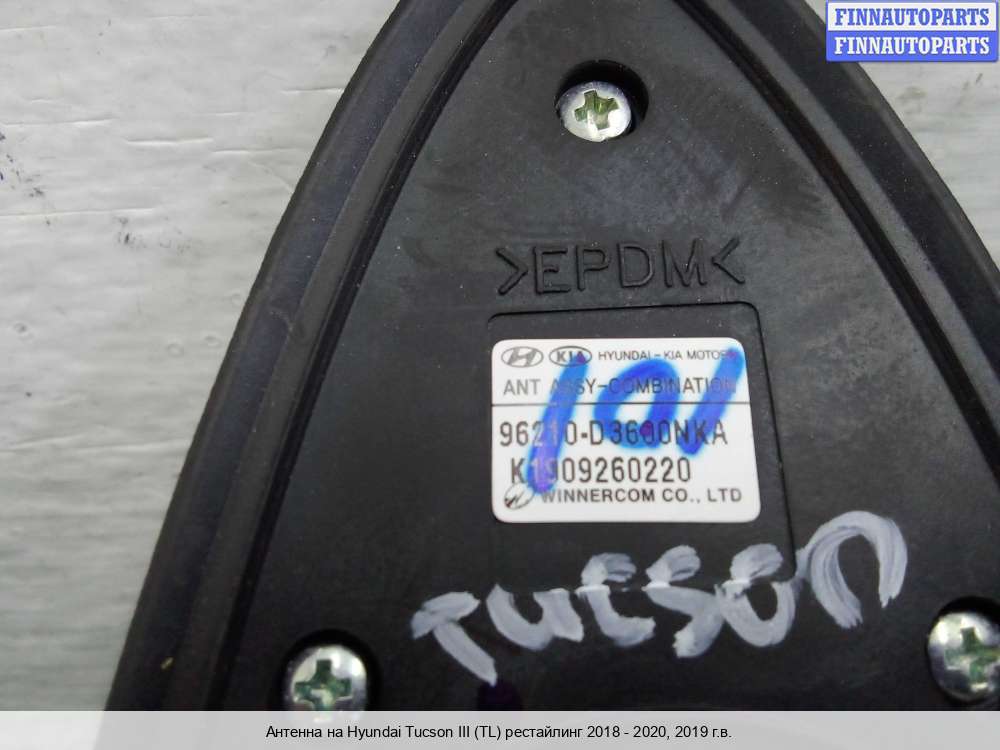 FINNAUTOPARTS
FINNAUTOPARTS
>EPDM<
KIA HYUNDAI - KIA MOTORS
ANT ASSY-COMBINATION
101
96210-D3600NKA
K1909260220
WINNERCOM CO., LTD
TUCSON
Антенна на Hyundai Tucson III (TL) рестайлинг 2018 - 2020, 2019 г.в.